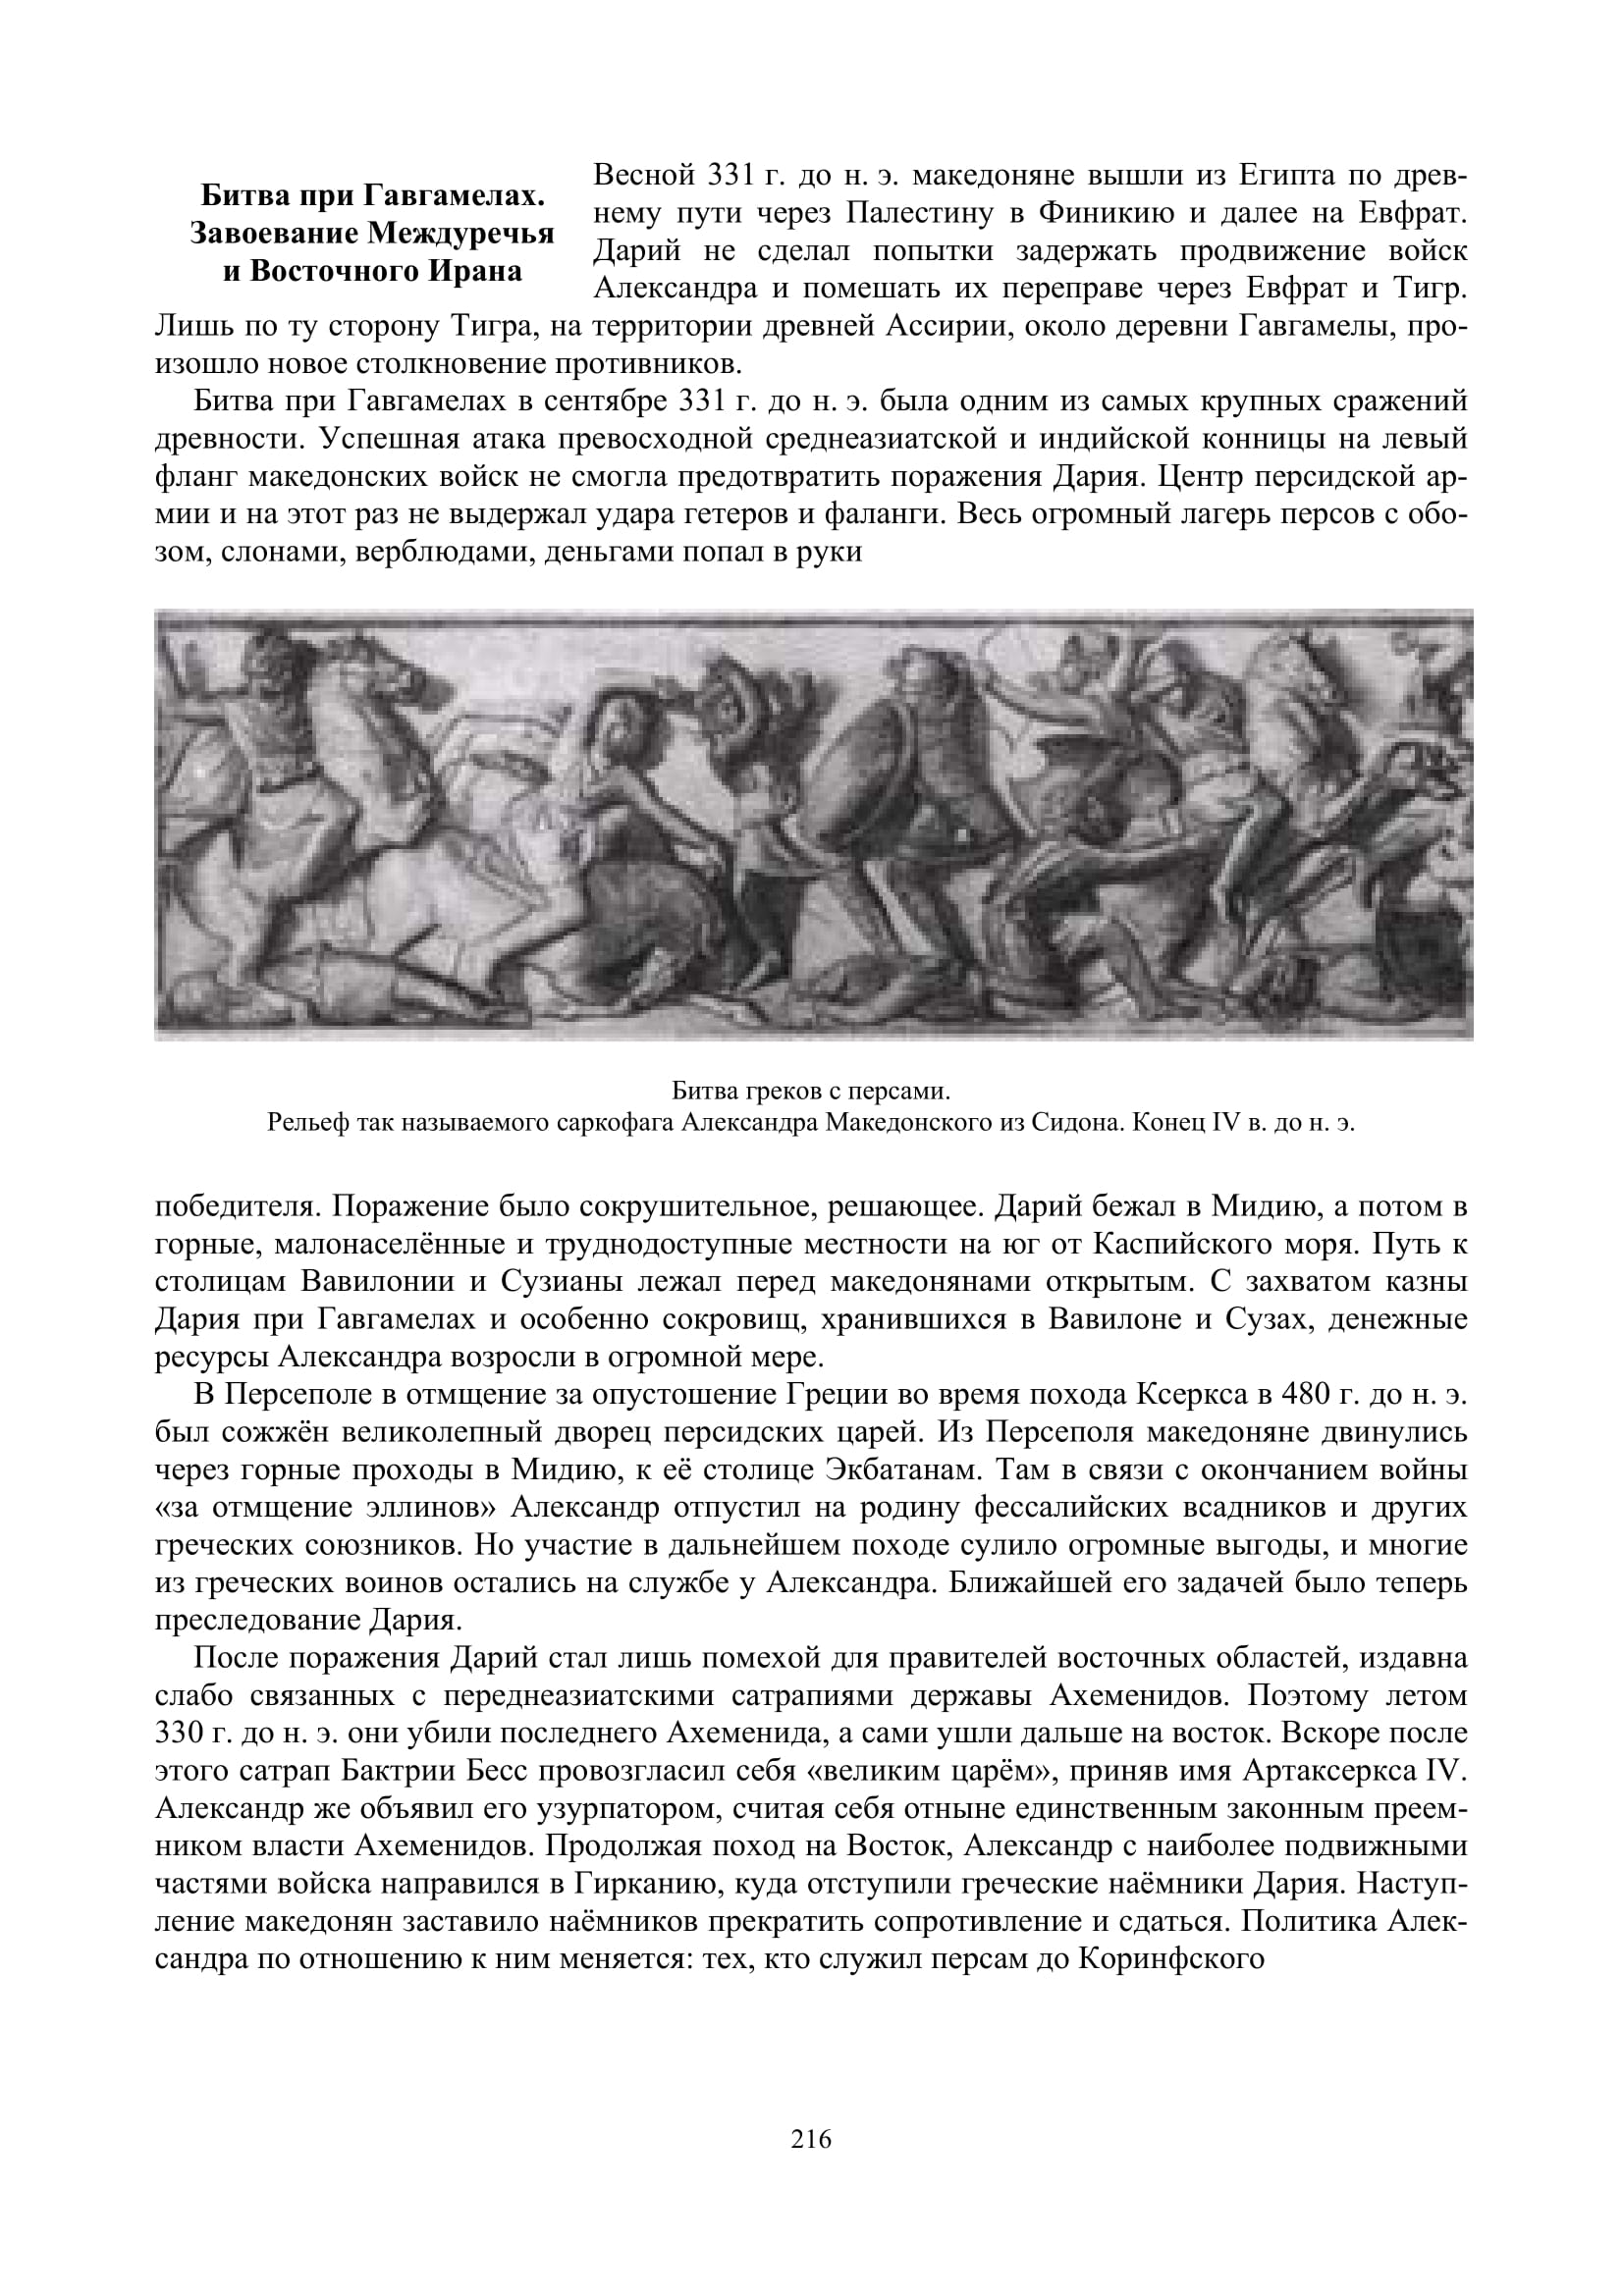 Битва при Гавгамелах.
Завоевание Междуречья
и Восточного Ирана
Весной 331 г. до н. э. македоняне вышли из Египта по древ-
нему пути через Палестину в Финикию и далее на Евфрат.
Дарий не сделал попытки задержать продвижение войск
Александра и помешать их переправе через Евфрат и Тигр.
Лишь по ту сторону Тигра, на территории древней Ассирии, около деревни Гавгамелы, про-
изошло новое столкновение противников.
Битва при Гавгамелах в сентябре 331 г. до н. э. была одним из самых крупных сражений
древности. Успешная атака превосходной среднеазиатской и индийской конницы на левый
фланг македонских войск не смогла предотвратить поражения Дария. Центр персидской ар-
мии и на этот раз не выдержал удара гетеров и фаланги. Весь огромный лагерь персов с обо-
зом, слонами, верблюдами, деньгами попал в руки
Битва греков с персами.
Рельеф так называемого саркофага Александра Македонского из Сидона. Конец IV в. до н. э.
победителя. Поражение было сокрушительное, решающее. Дарий бежал в Мидию, а потом в
горные, малонаселённые и труднодоступные местности на юг от Каспийского моря. Путь к
столицам Вавилонии и Сузианы лежал перед македонянами открытым. С захватом казны
Дария при Гавгамелах и особенно сокровищ, хранившихся в Вавилоне и Сузах, денежные
ресурсы Александра возросли в огромной мере.
В Персеполе в отмщение за опустошение Греции во время похода Ксеркса в 480 г. до н. э.
был сожжён великолепный дворец персидских царей. Из Персеполя македоняне двинулись
через горные проходы в Мидию, к её столице Экбатанам. Там в связи с окончанием войны
«за отмщение эллинов» Александр отпустил на родину фессалийских всадников и других
греческих союзников. Но участие в дальнейшем походе сулило огромные выгоды, и многие
из греческих воинов остались на службе у Александра. Ближайшей его задачей было теперь
преследование Дария.
После поражения Дарий стал лишь помехой для правителей восточных областей, издавна
слабо связанных с переднеазиатскими сатрапиями державы Ахеменидов. Поэтому летом
330 г. до н. э. они убили последнего Ахеменида, а сами ушли дальше на восток. Вскоре после
этого сатрап Бактрии Бесс провозгласил себя «великим царём», приняв имя Артаксеркса IV.
Александр же объявил его узурпатором, считая себя отныне единственным законным преем-
ником власти Ахеменидов. Продолжая поход на Восток, Александр с наиболее подвижными
частями войска направился в Гирканию, куда отступили греческие наёмники Дария. Наступ-
ление македонян заставило наёмников прекратить сопротивление и сдаться. Политика Алек-
сандра по отношению к ним меняется: тех, кто служил персам до Коринфского
216